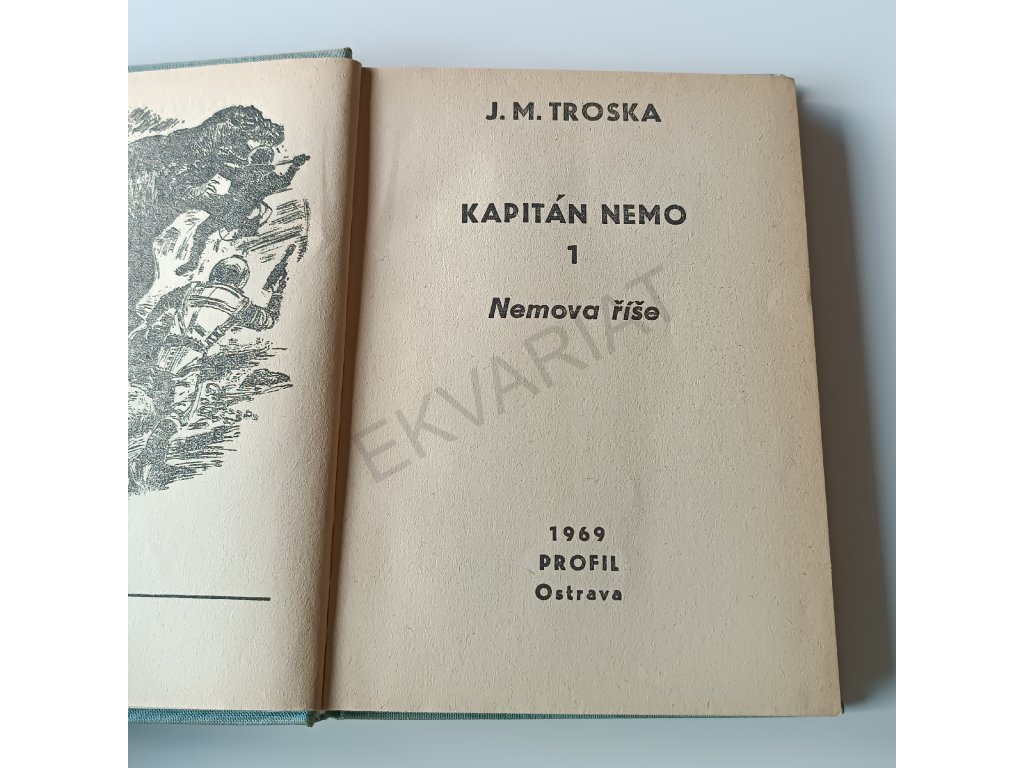 J. M. TROSKA
KAPITÁN NEMO
1
Nemova říše
EKVARIAT
1969
PROFIL
Ostrava